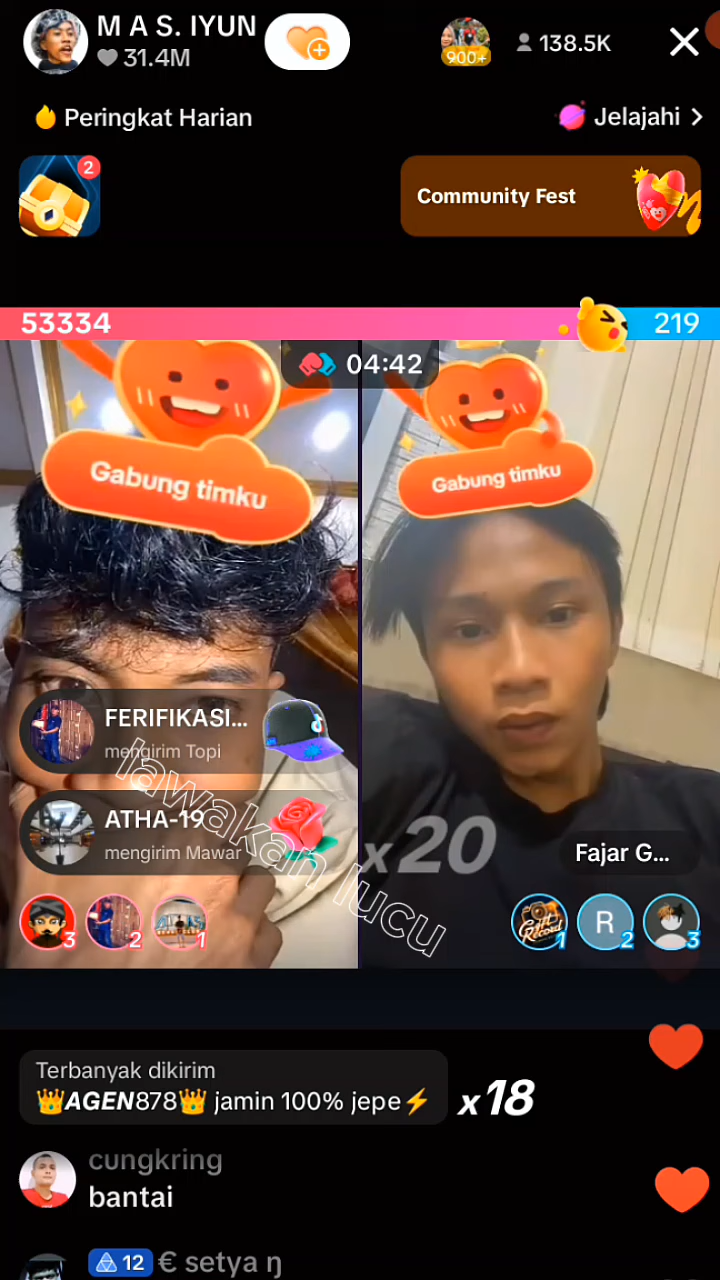 M A S. IYUN
31.4M
900+
138.5K
Peringkat Harian
Jelajahi
2
Community Fest
53334
219
04:42
Gabung timku
Gabung timku
FERIFIKASI...
mengirim Topi
ATHA-19
mengirim Mawar
lawakan lucu
x20
Fajar G...
3
2
1
Gift Record
1
R
2
3
Terbanyak dikirim
👑AGEN878👑 jamin 100% jepe⚡
x18
cungkring
bantai
12
€ setya ŋ